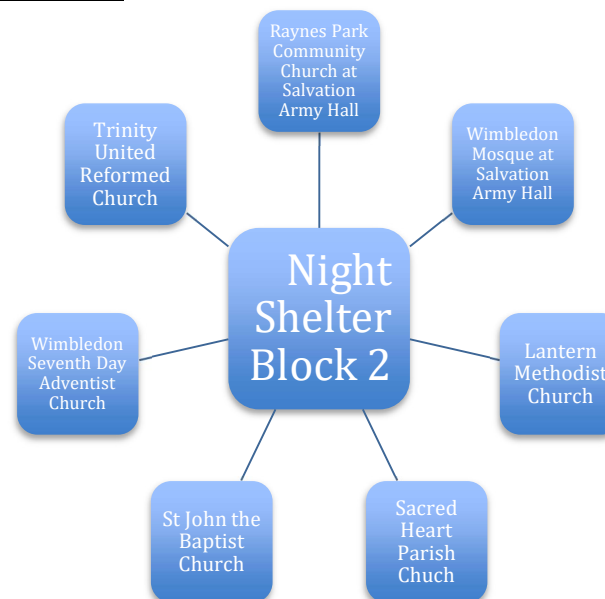 Raynes Park
Community
Church at
Salvation
Army Hall
Trinity
United
Reformed
Church
Wimbledon
Mosque at
Salvation
Army Hall
Night
Shelter
Block 2
Wimbledon
Seventh Day
Adventist
Church
Lantern
Methodist
Church
St John the
Baptist
Church
Sacred
Heart
Parish
Chuch